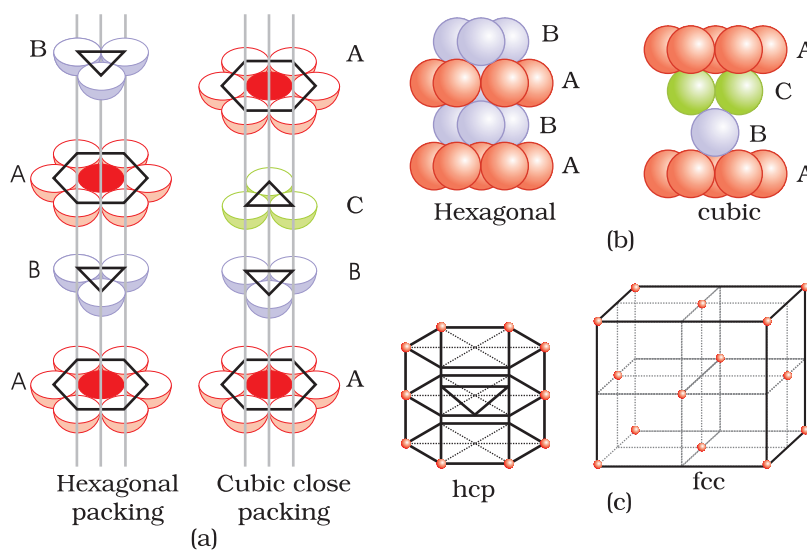 B
A
B
A
Hexagonal
packing
A
C
B
A
Cubic close
packing
(a)
B
A
B
A
Hexagonal
A
C
B
A
cubic
(b)
hcp
fcc
(c)